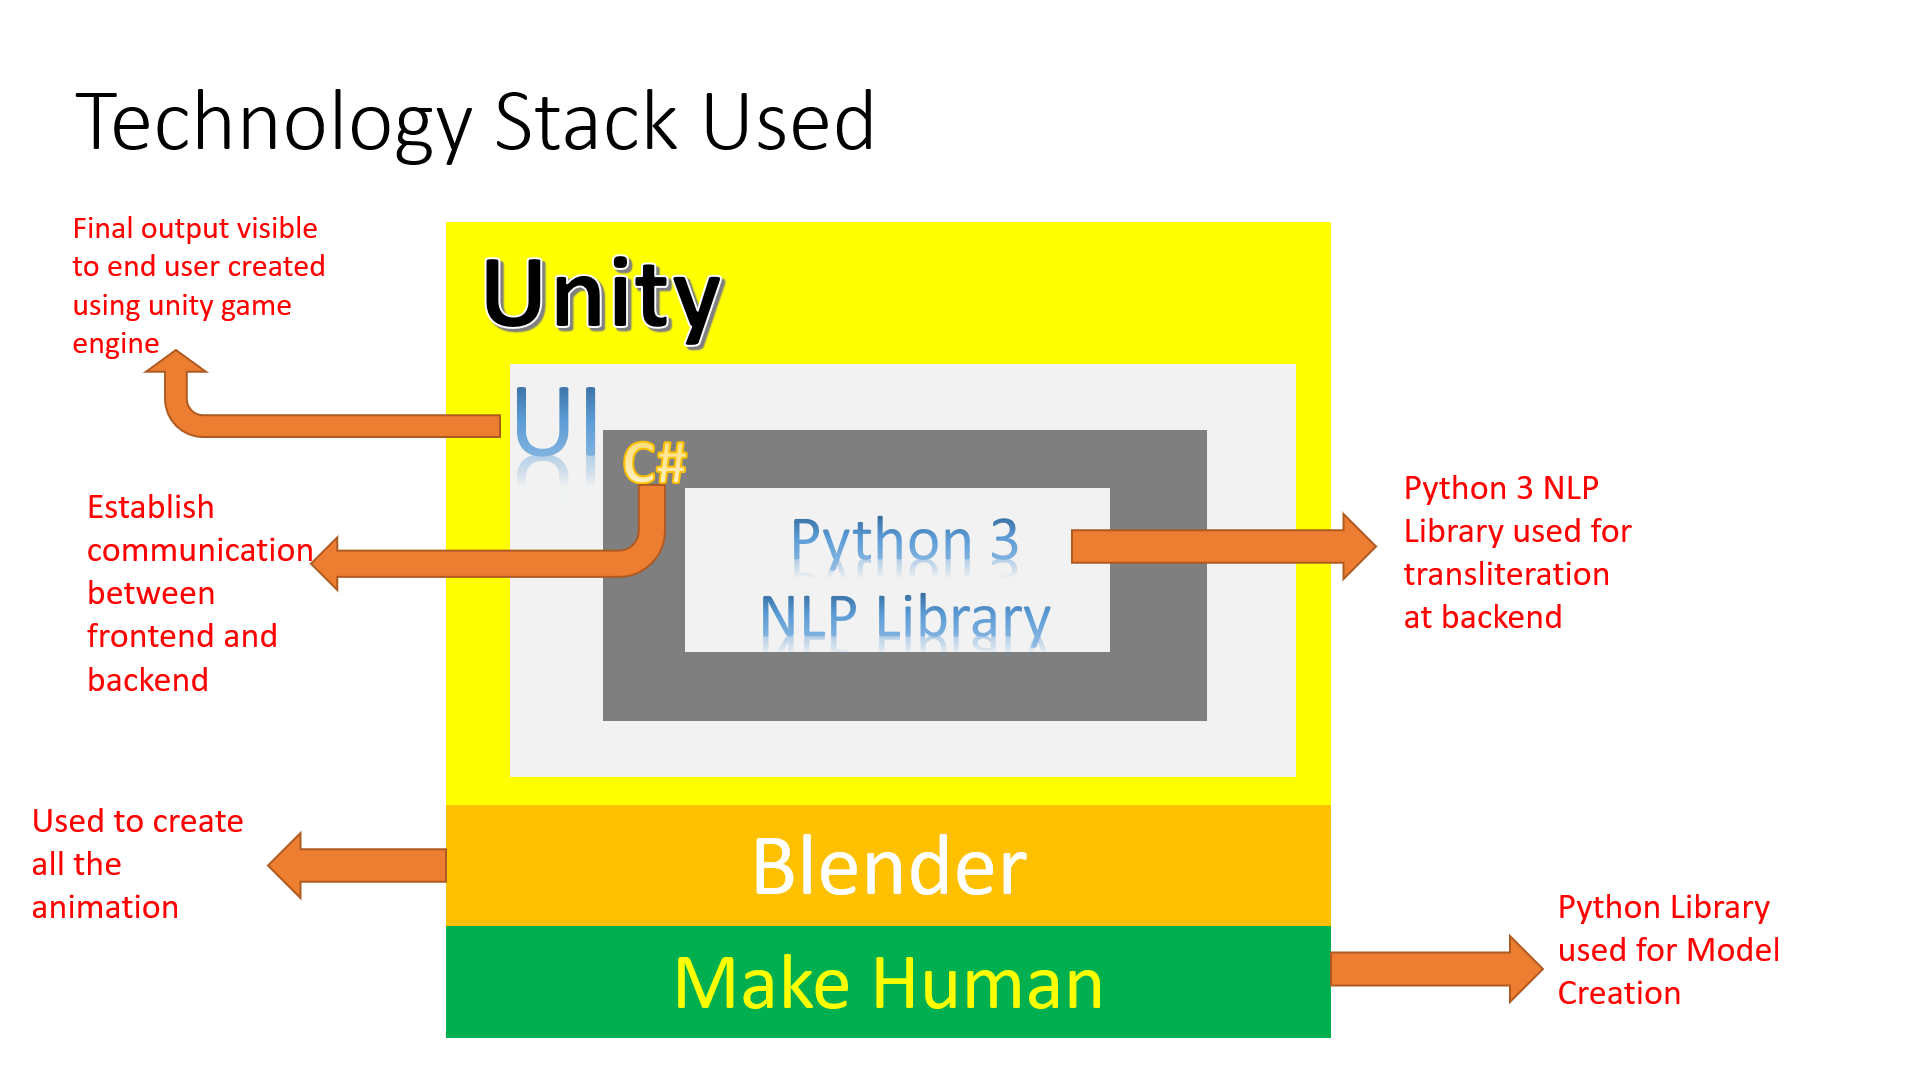 Technology Stack Used
Final output visible
to end user created
using unity game
engine
Unity
UI
C#
Establish
communication
between
frontend and
backend
Python 3
NLP Library
Python 3 NLP
Library used for
transliteration
at backend
Used to create
all the
animation
Blender
Make Human
Python Library
used for Model
Creation